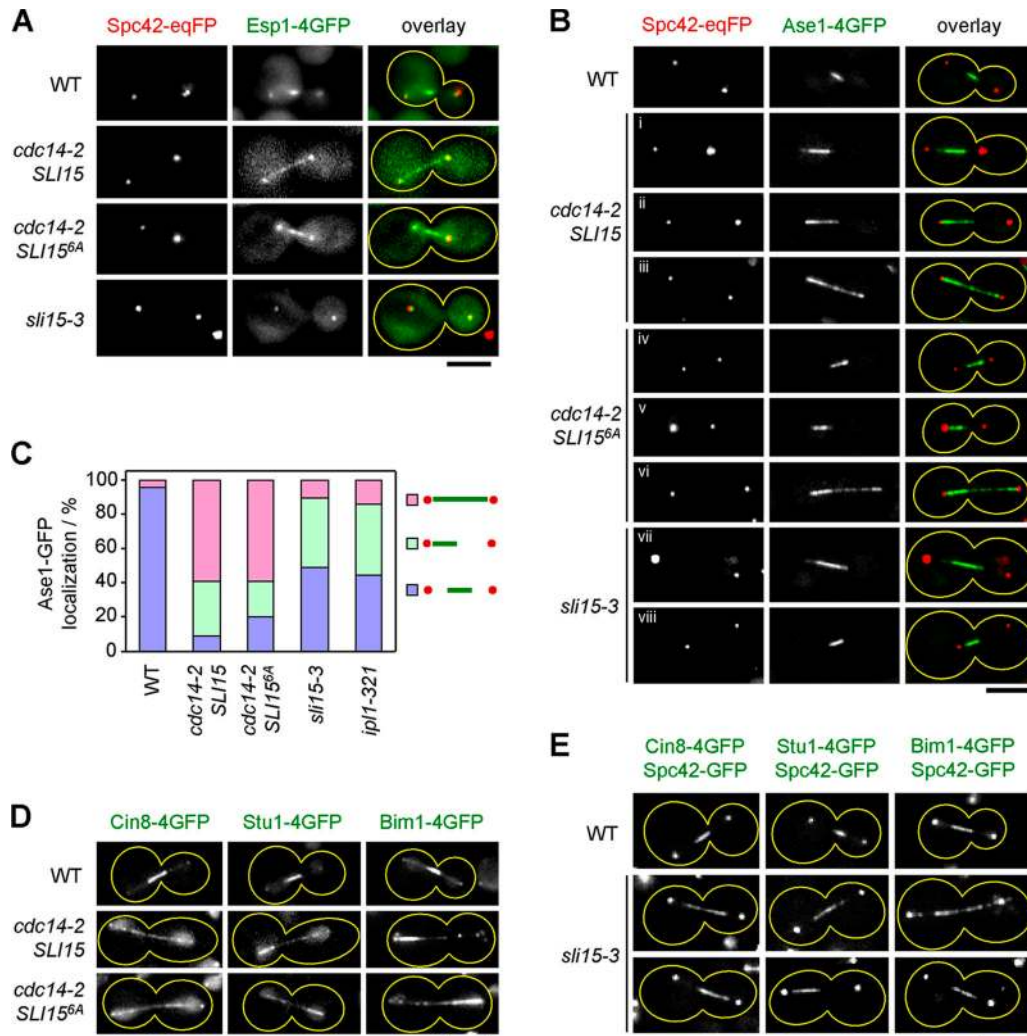 A
Spc42-eqFP Esp1-4GFP overlay
WT
cdc14-2
SLI15
cdc14-2
SLI15^6A
sli15-3
B
Spc42-eqFP Ase1-4GFP overlay
WT
i
cdc14-2
SLI15
ii
iii
iv
cdc14-2
SLI15^6A
v
vi
vii
sli15-3
viii
C
Ase1-GFP
localization / %
100
80
60
40
20
0
WT
cdc14-2
SLI15
cdc14-2
SLI15^6A
sli15-3
ipl1-321
D
Cin8-4GFP Stu1-4GFP Bim1-4GFP
WT
cdc14-2
SLI15
cdc14-2
SLI15^6A
E
Cin8-4GFP Stu1-4GFP Bim1-4GFP
Spc42-GFP Spc42-GFP Spc42-GFP
WT
sli15-3